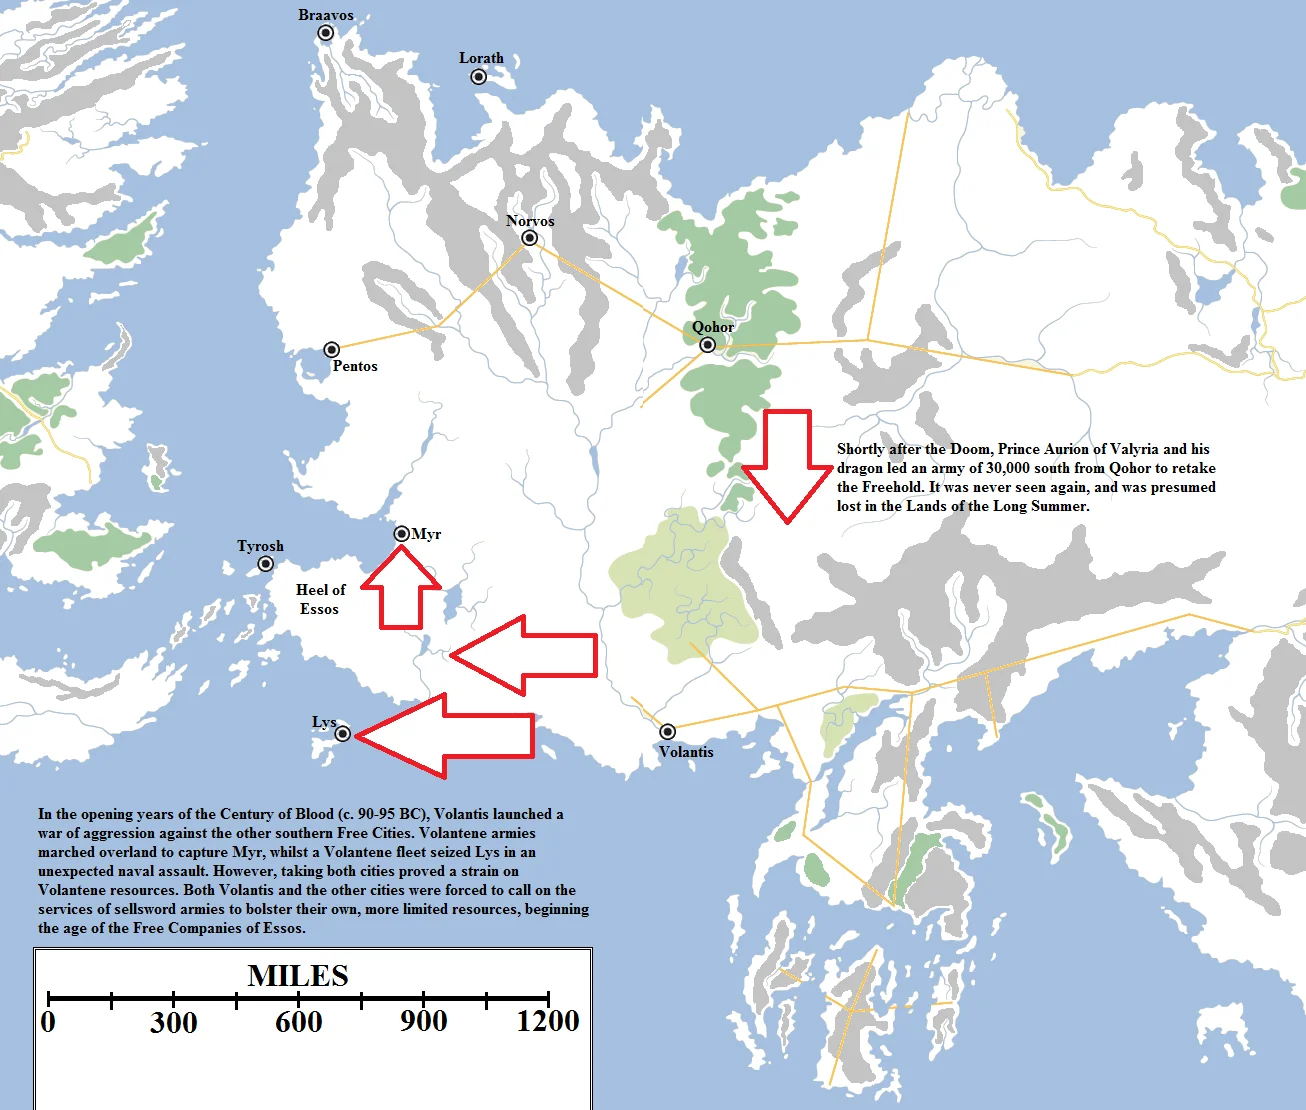 Braavos
Lorath
Norvos
Qohor
Pentos
Shortly after the Doom, Prince Aurion of Valyria and his
dragon led an army of 30,000 south from Qohor to retake
the Freehold. It was never seen again, and was presumed
lost in the Lands of the Long Summer.
Myr
Tyrosh
Heel of
Essos
Lys
Volantis
In the opening years of the Century of Blood (c. 90-95 BC), Volantis launched a
war of aggression against the other southern Free Cities. Volantene armies
marched overland to capture Myr, whilst a Volantene fleet seized Lys in an
unexpected naval assault. However, taking both cities proved a strain on
Volantene resources. Both Volantis and the other cities were forced to call on the
services of sellsword armies to bolster their own, more limited resources, beginning
the age of the Free Companies of Essos.
MILES
0 300 600 900 1200